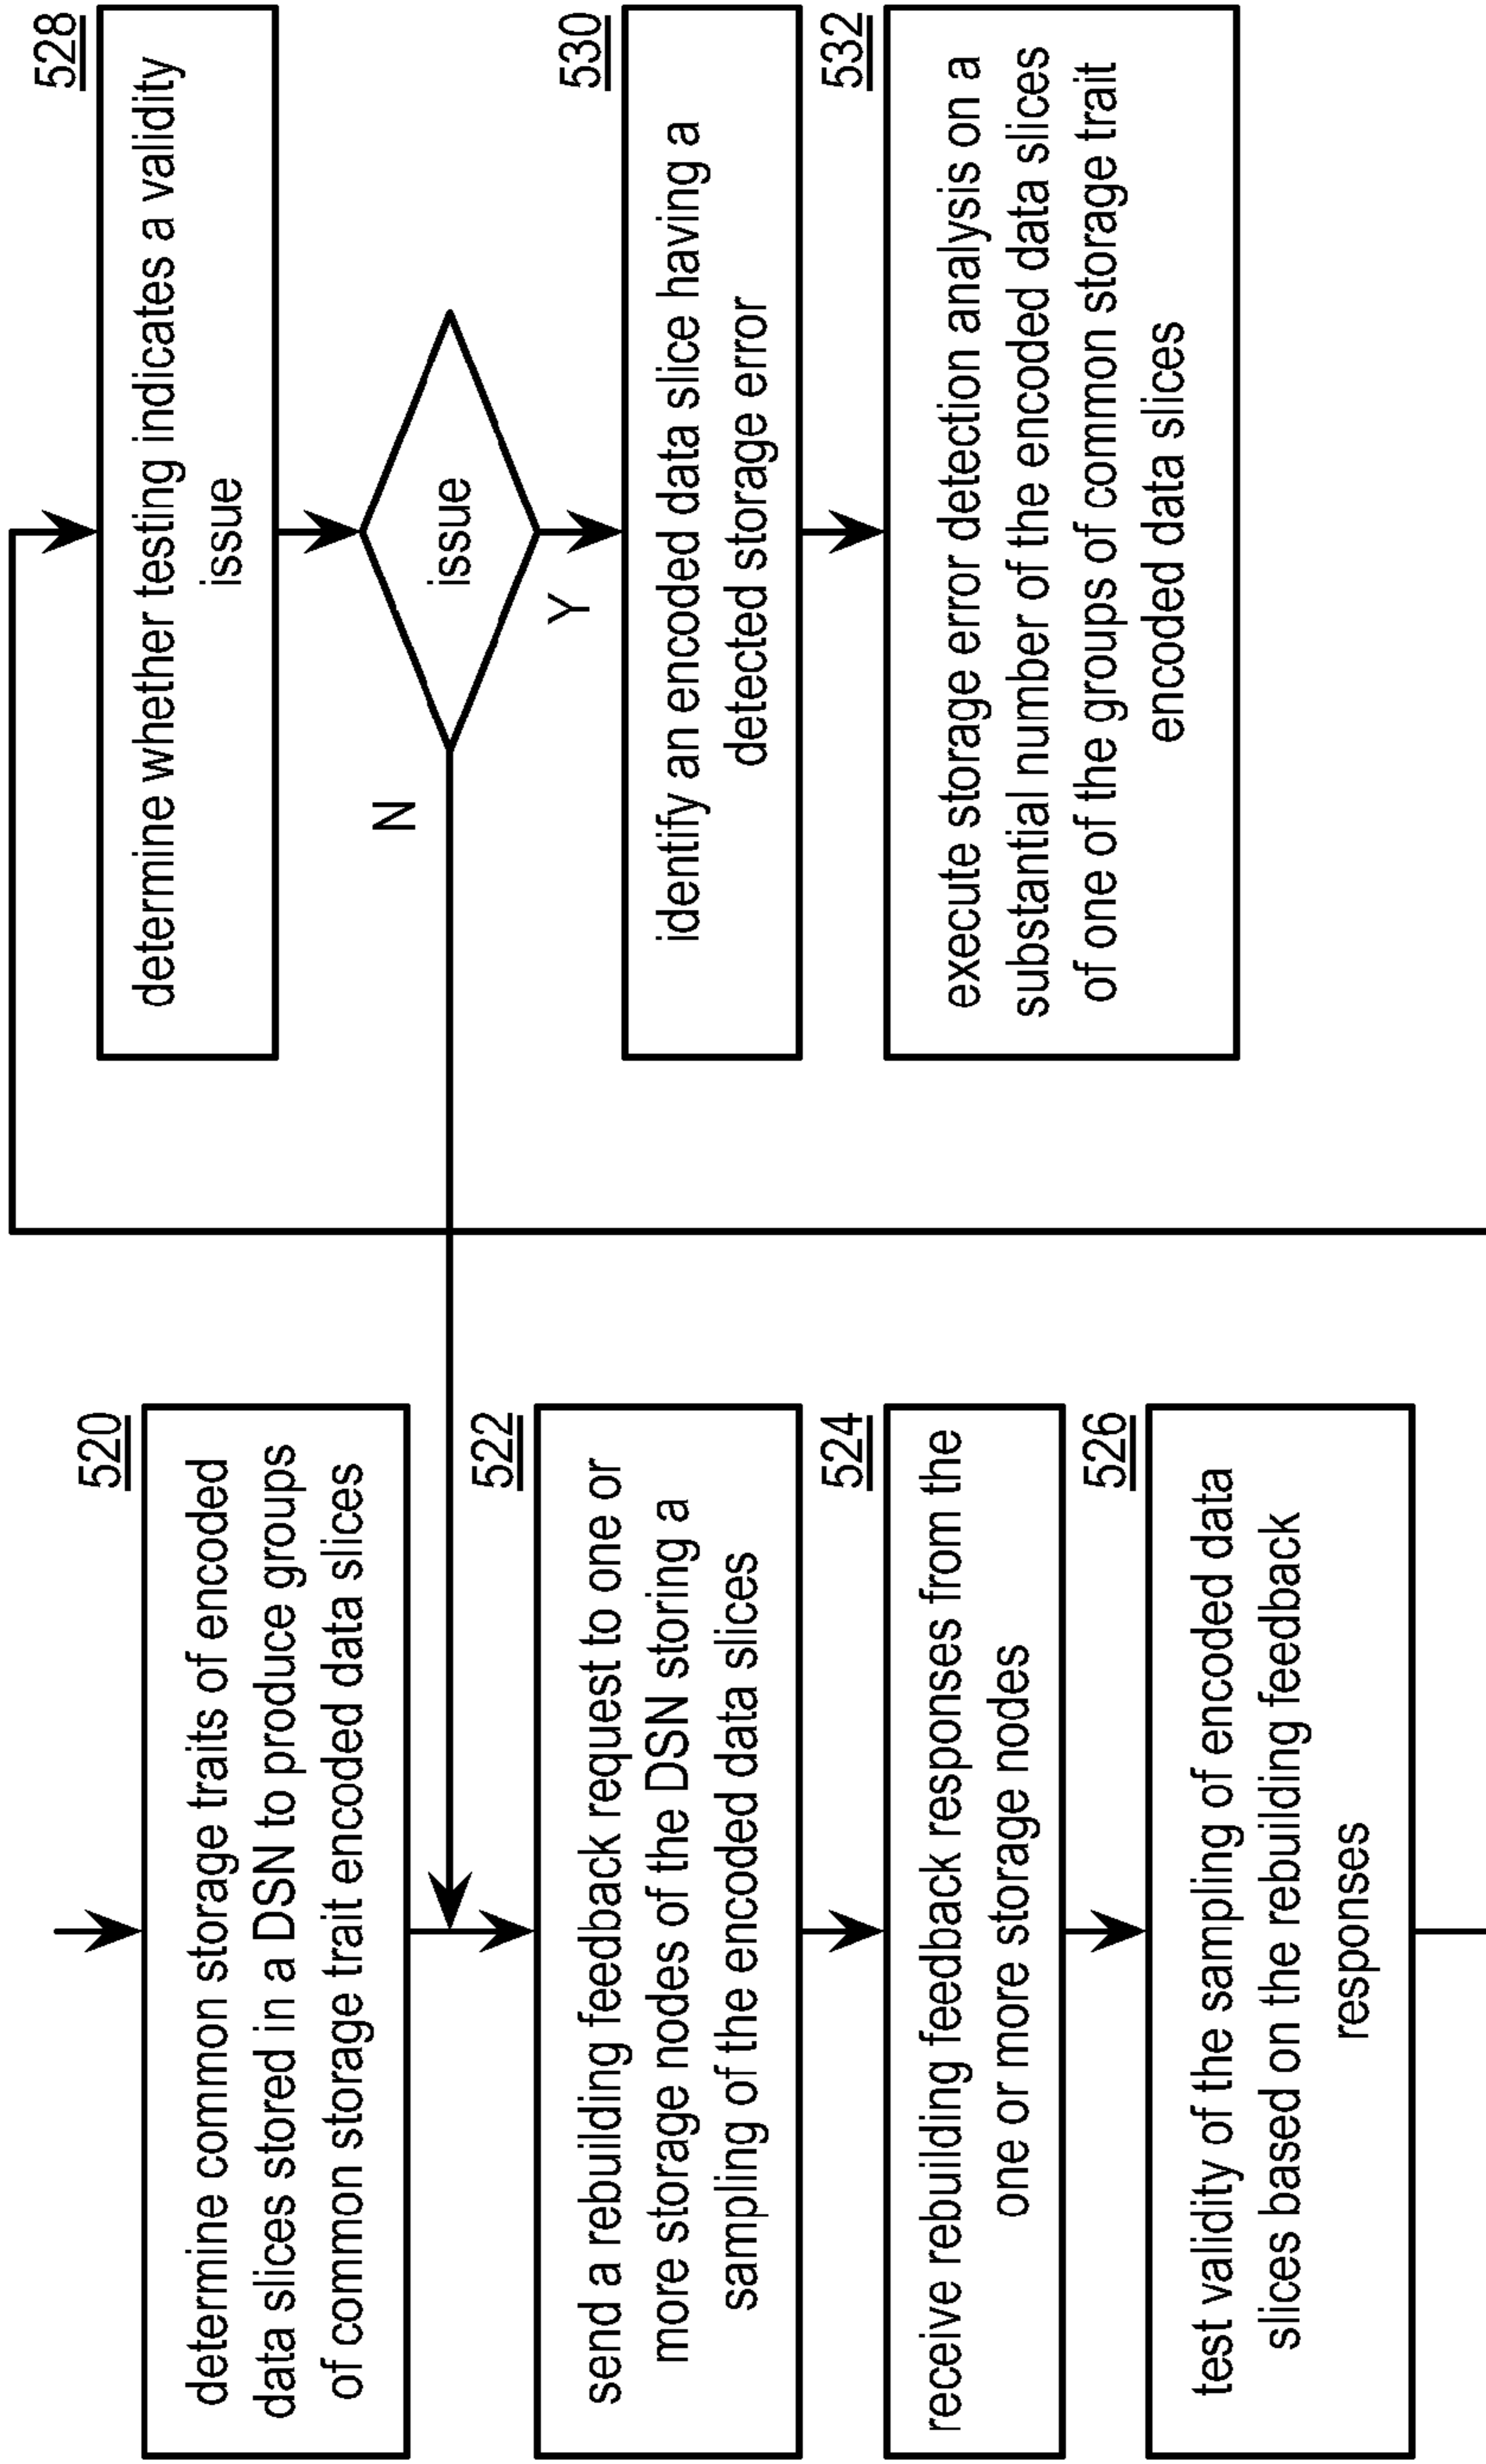 520
determine common storage traits of encoded
data slices stored in a DSN to produce groups
of common storage trait encoded data slices
522
send a rebuilding feedback request to one or
more storage nodes of the DSN storing a
sampling of the encoded data slices
524
receive rebuilding feedback responses from the
one or more storage nodes
526
test validity of the sampling of encoded data
slices based on the rebuilding feedback
responses
528
determine whether testing indicates a validity
issue
issue
N
Y
530
identify an encoded data slice having a
detected storage error
532
execute storage error detection analysis on a
substantial number of the encoded data slices
of one of the groups of common storage trait
encoded data slices